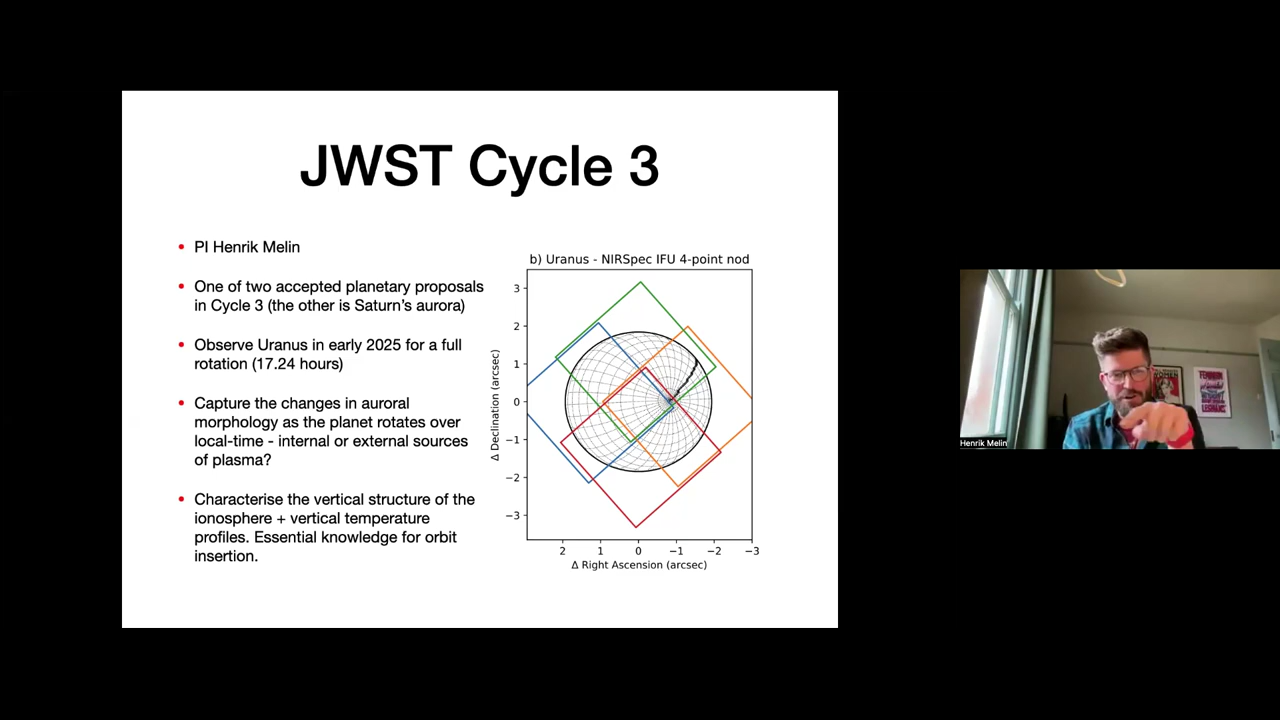 JWST Cycle 3
• PI Henrik Melin
• One of two accepted planetary proposals
in Cycle 3 (the other is Saturn's aurora)
• Observe Uranus in early 2025 for a full
rotation (17.24 hours)
• Capture the changes in auroral
morphology as the planet rotates over
local-time - internal or external sources
of plasma?
• Characterise the vertical structure of the
ionosphere + vertical temperature
profiles. Essential knowledge for orbit
insertion.
b) Uranus - NIRSpec IFU 4-point nod
Δ Declination (arcsec)
3
2
1
0
−1
−2
−3
2 1 0 −1 −2 −3
Δ Right Ascension (arcsec)
WOMEN
Henrik Melin